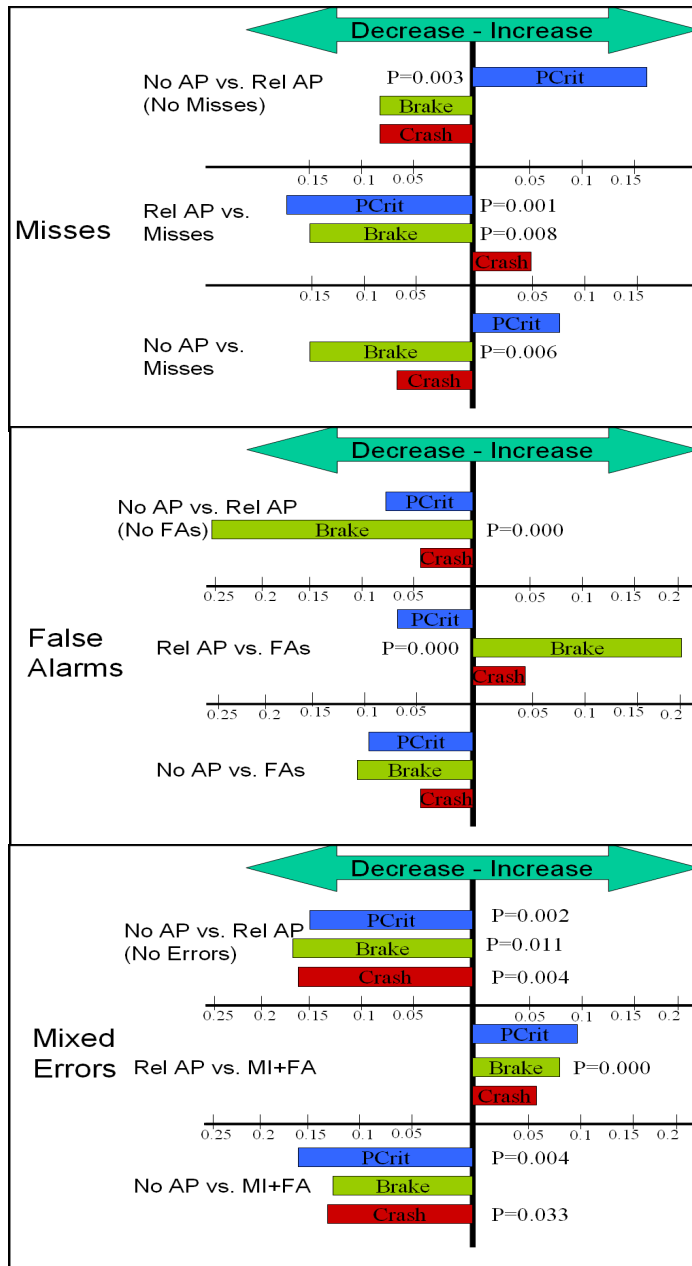 Decrease - Increase
No AP vs. Rel AP
(No Misses)
P=0.003
PCrit
Brake
Crash
0.15 0.1 0.05 0.05 0.1 0.15
Misses
Rel AP vs.
Misses
PCrit P=0.001
Brake P=0.008
Crash
0.15 0.1 0.05 0.05 0.1 0.15
No AP vs.
Misses
PCrit
Brake P=0.006
Crash
Decrease - Increase
No AP vs. Rel AP
(No FAs)
PCrit
Brake P=0.000
Crash
0.25 0.2 0.15 0.1 0.05 0.05 0.1 0.15 0.2
False
Alarms
Rel AP vs. FAs
PCrit
P=0.000 Brake
Crash
0.25 0.2 0.15 0.1 0.05 0.05 0.1 0.15 0.2
No AP vs. FAs
PCrit
Brake
Crash
Decrease - Increase
No AP vs. Rel AP
(No Errors)
PCrit P=0.002
Brake P=0.011
Crash P=0.004
0.25 0.2 0.15 0.1 0.05 0.05 0.1 0.15 0.2
Mixed
Errors
Rel AP vs. MI+FA
PCrit
Brake P=0.000
Crash
0.25 0.2 0.15 0.1 0.05 0.05 0.1 0.15 0.2
No AP vs. MI+FA
PCrit P=0.004
Brake
Crash P=0.033